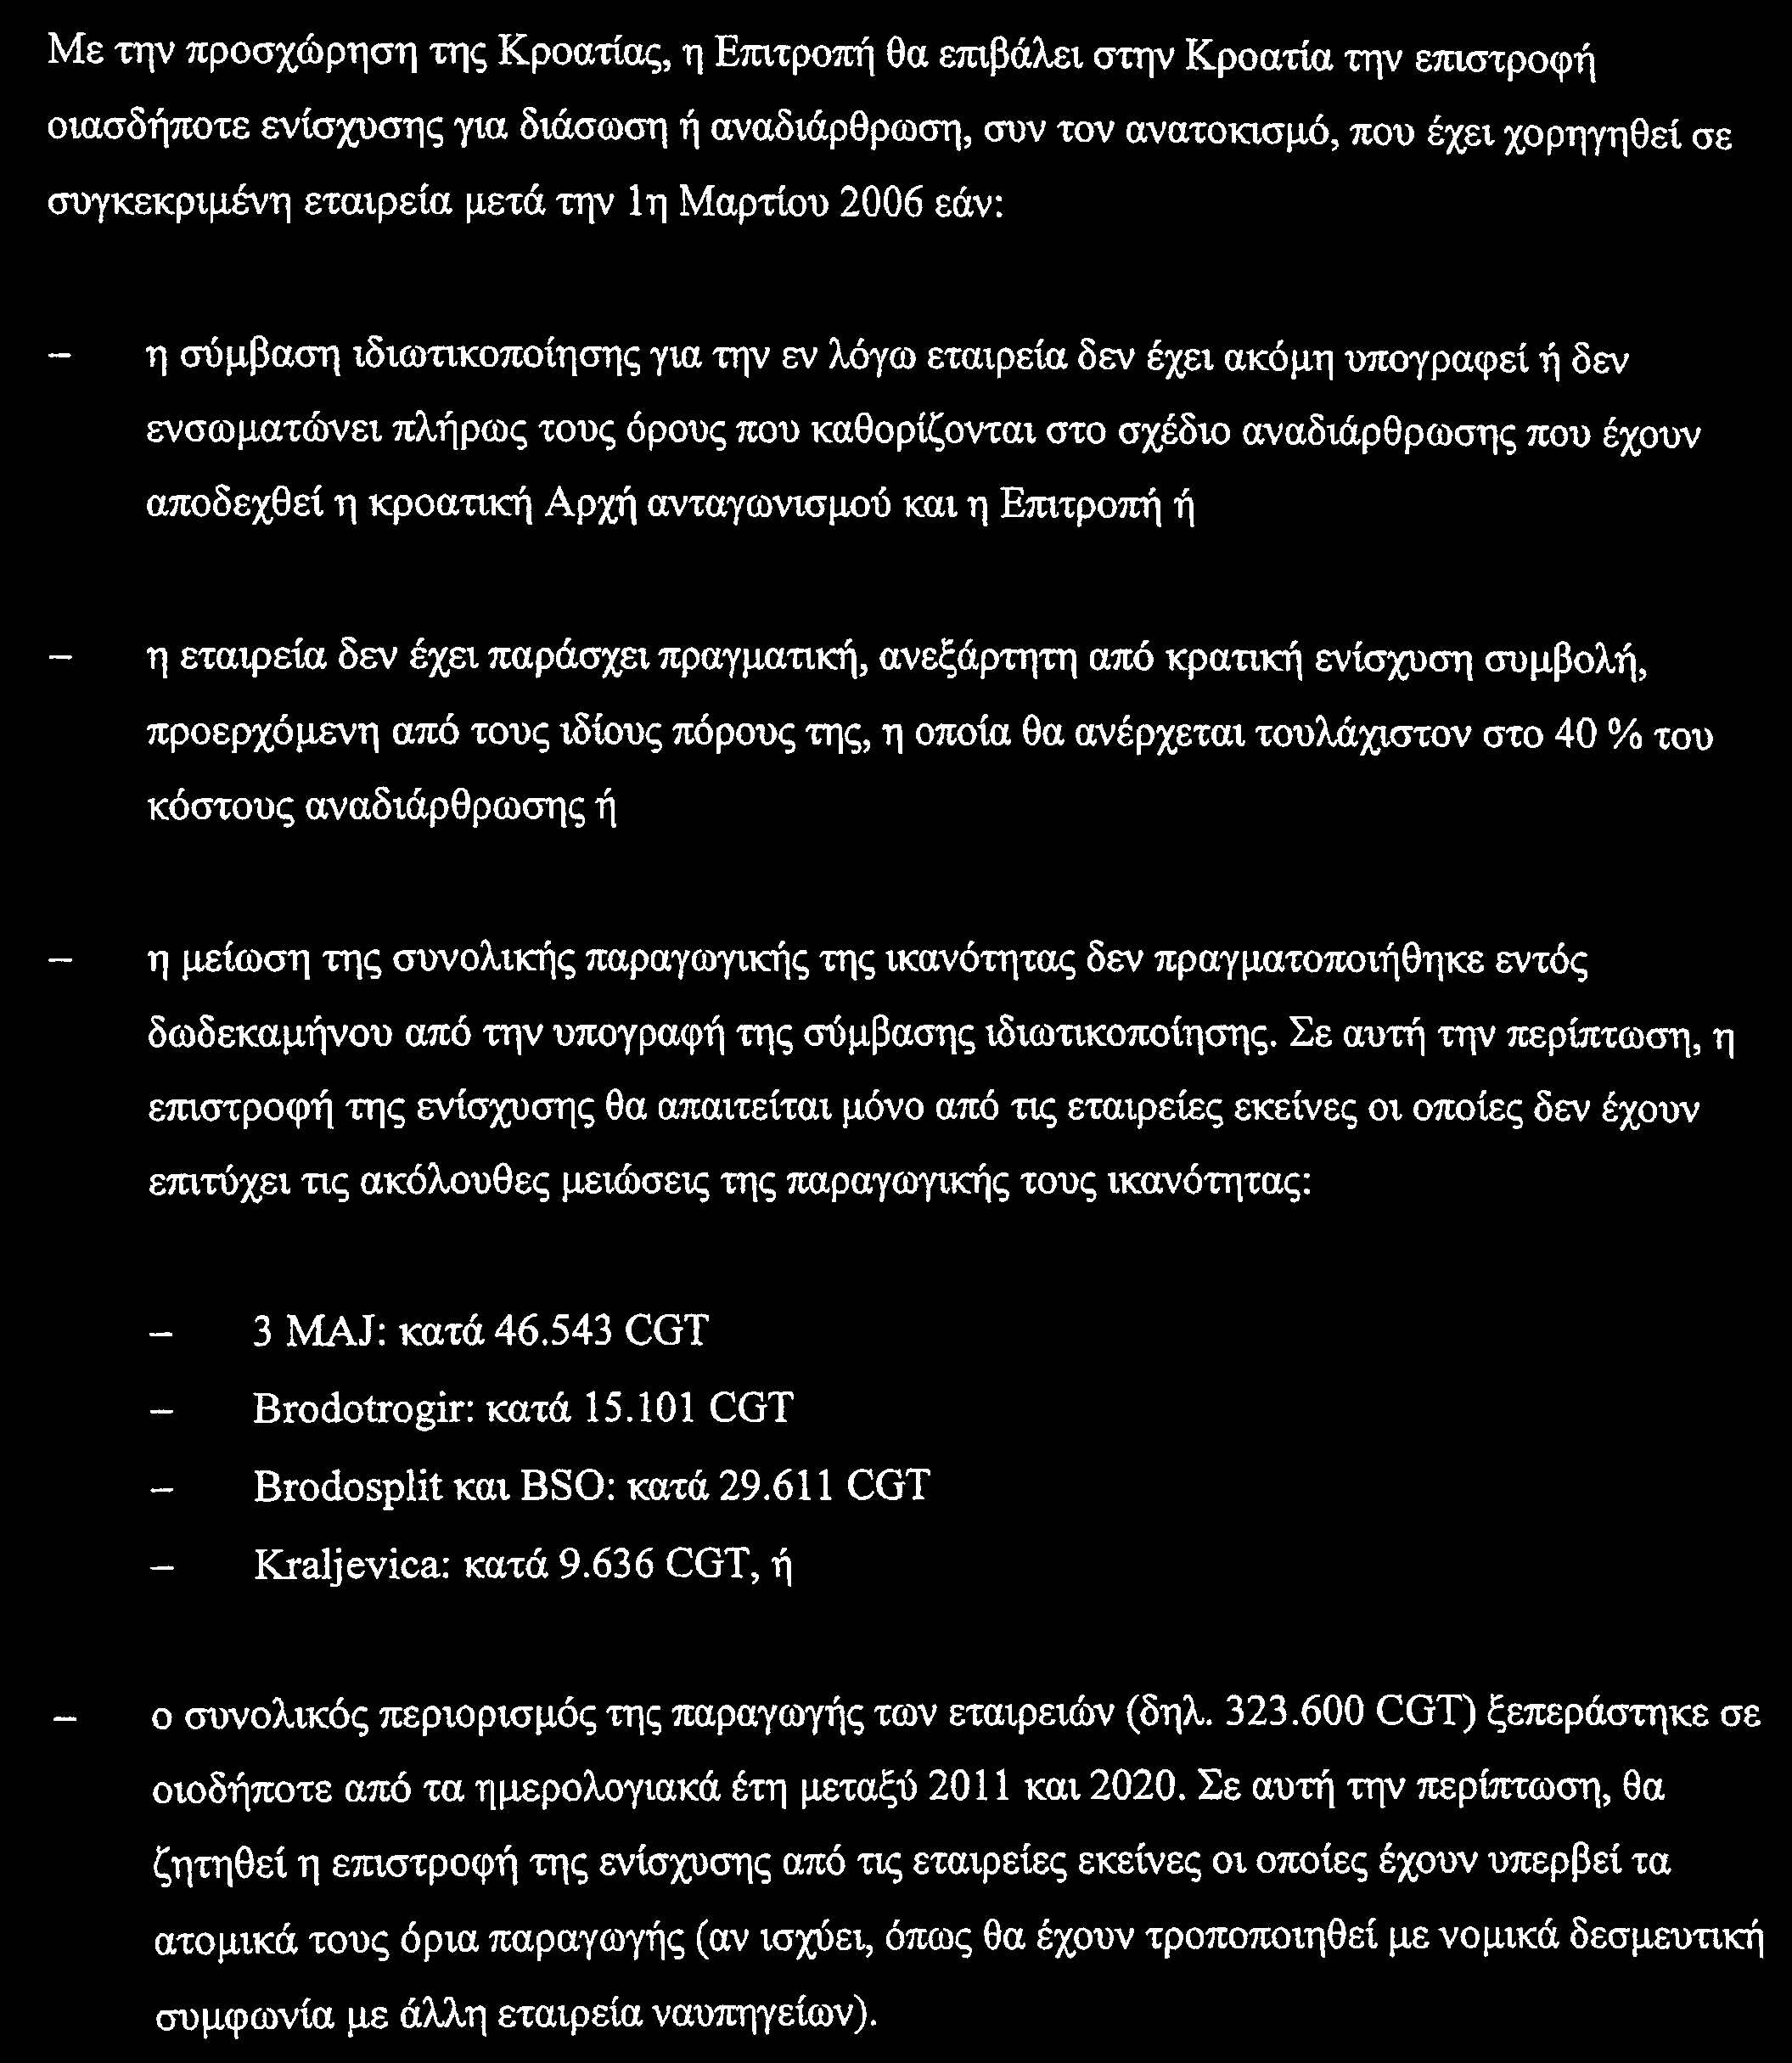 Με την προσχώρηση της Κροατίας, η Επιτροπή θα επιβάλει στην Κροατία την επιστροφή
οιασδήποτε ενίσχυσης για διάσωση ή αναδιάρθρωση, συν τον ανατοκισμό, που έχει χορηγηθεί σε
συγκεκριμένη εταιρεία μετά την 1η Μαρτίου 2006 εάν:
– η σύμβαση ιδιωτικοποίησης για την εν λόγω εταιρεία δεν έχει ακόμη υπογραφεί ή δεν
ενσωματώνει πλήρως τους όρους που καθορίζονται στο σχέδιο αναδιάρθρωσης που έχουν
αποδεχθεί η κροατική Αρχή ανταγωνισμού και η Επιτροπή ή
– η εταιρεία δεν έχει παράσχει πραγματική, ανεξάρτητη από κρατική ενίσχυση συμβολή,
προερχόμενη από τους ιδίους πόρους της, η οποία θα ανέρχεται τουλάχιστον στο 40 % του
κόστους αναδιάρθρωσης ή
– η μείωση της συνολικής παραγωγικής της ικανότητας δεν πραγματοποιήθηκε εντός
δωδεκαμήνου από την υπογραφή της σύμβασης ιδιωτικοποίησης. Σε αυτή την περίπτωση, η
επιστροφή της ενίσχυσης θα απαιτείται μόνο από τις εταιρείες εκείνες οι οποίες δεν έχουν
επιτύχει τις ακόλουθες μειώσεις της παραγωγικής τους ικανότητας:
– 3 MAJ: κατά 46.543 CGT
– Brodotrogir: κατά 15.101 CGT
– Brodosplit και BSO: κατά 29.611 CGT
– Kraljevica: κατά 9.636 CGT, ή
– ο συνολικός περιορισμός της παραγωγής των εταιρειών (δηλ. 323.600 CGT) ξεπεράστηκε σε
οιοδήποτε από τα ημερολογιακά έτη μεταξύ 2011 και 2020. Σε αυτή την περίπτωση, θα
ζητηθεί η επιστροφή της ενίσχυσης από τις εταιρείες εκείνες οι οποίες έχουν υπερβεί τα
ατομικά τους όρια παραγωγής (αν ισχύει, όπως θα έχουν τροποποιηθεί με νομικά δεσμευτική
συμφωνία με άλλη εταιρεία ναυπηγείων).